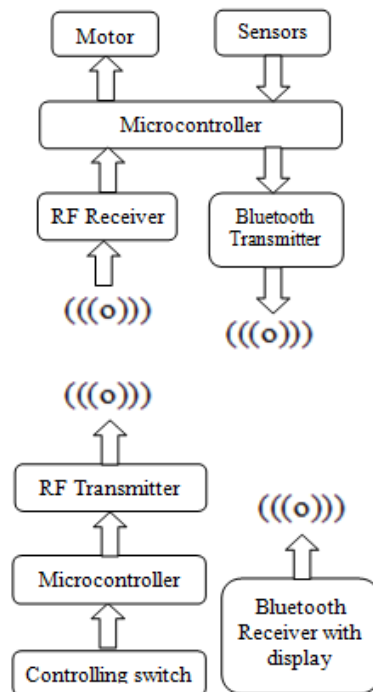 Motor
Sensors
Microcontroller
RF Receiver
Bluetooth
Transmitter
(((o)))
(((o)))
(((o)))
RF Transmitter
(((o)))
Microcontroller
Bluetooth
Receiver with
display
Controlling switch